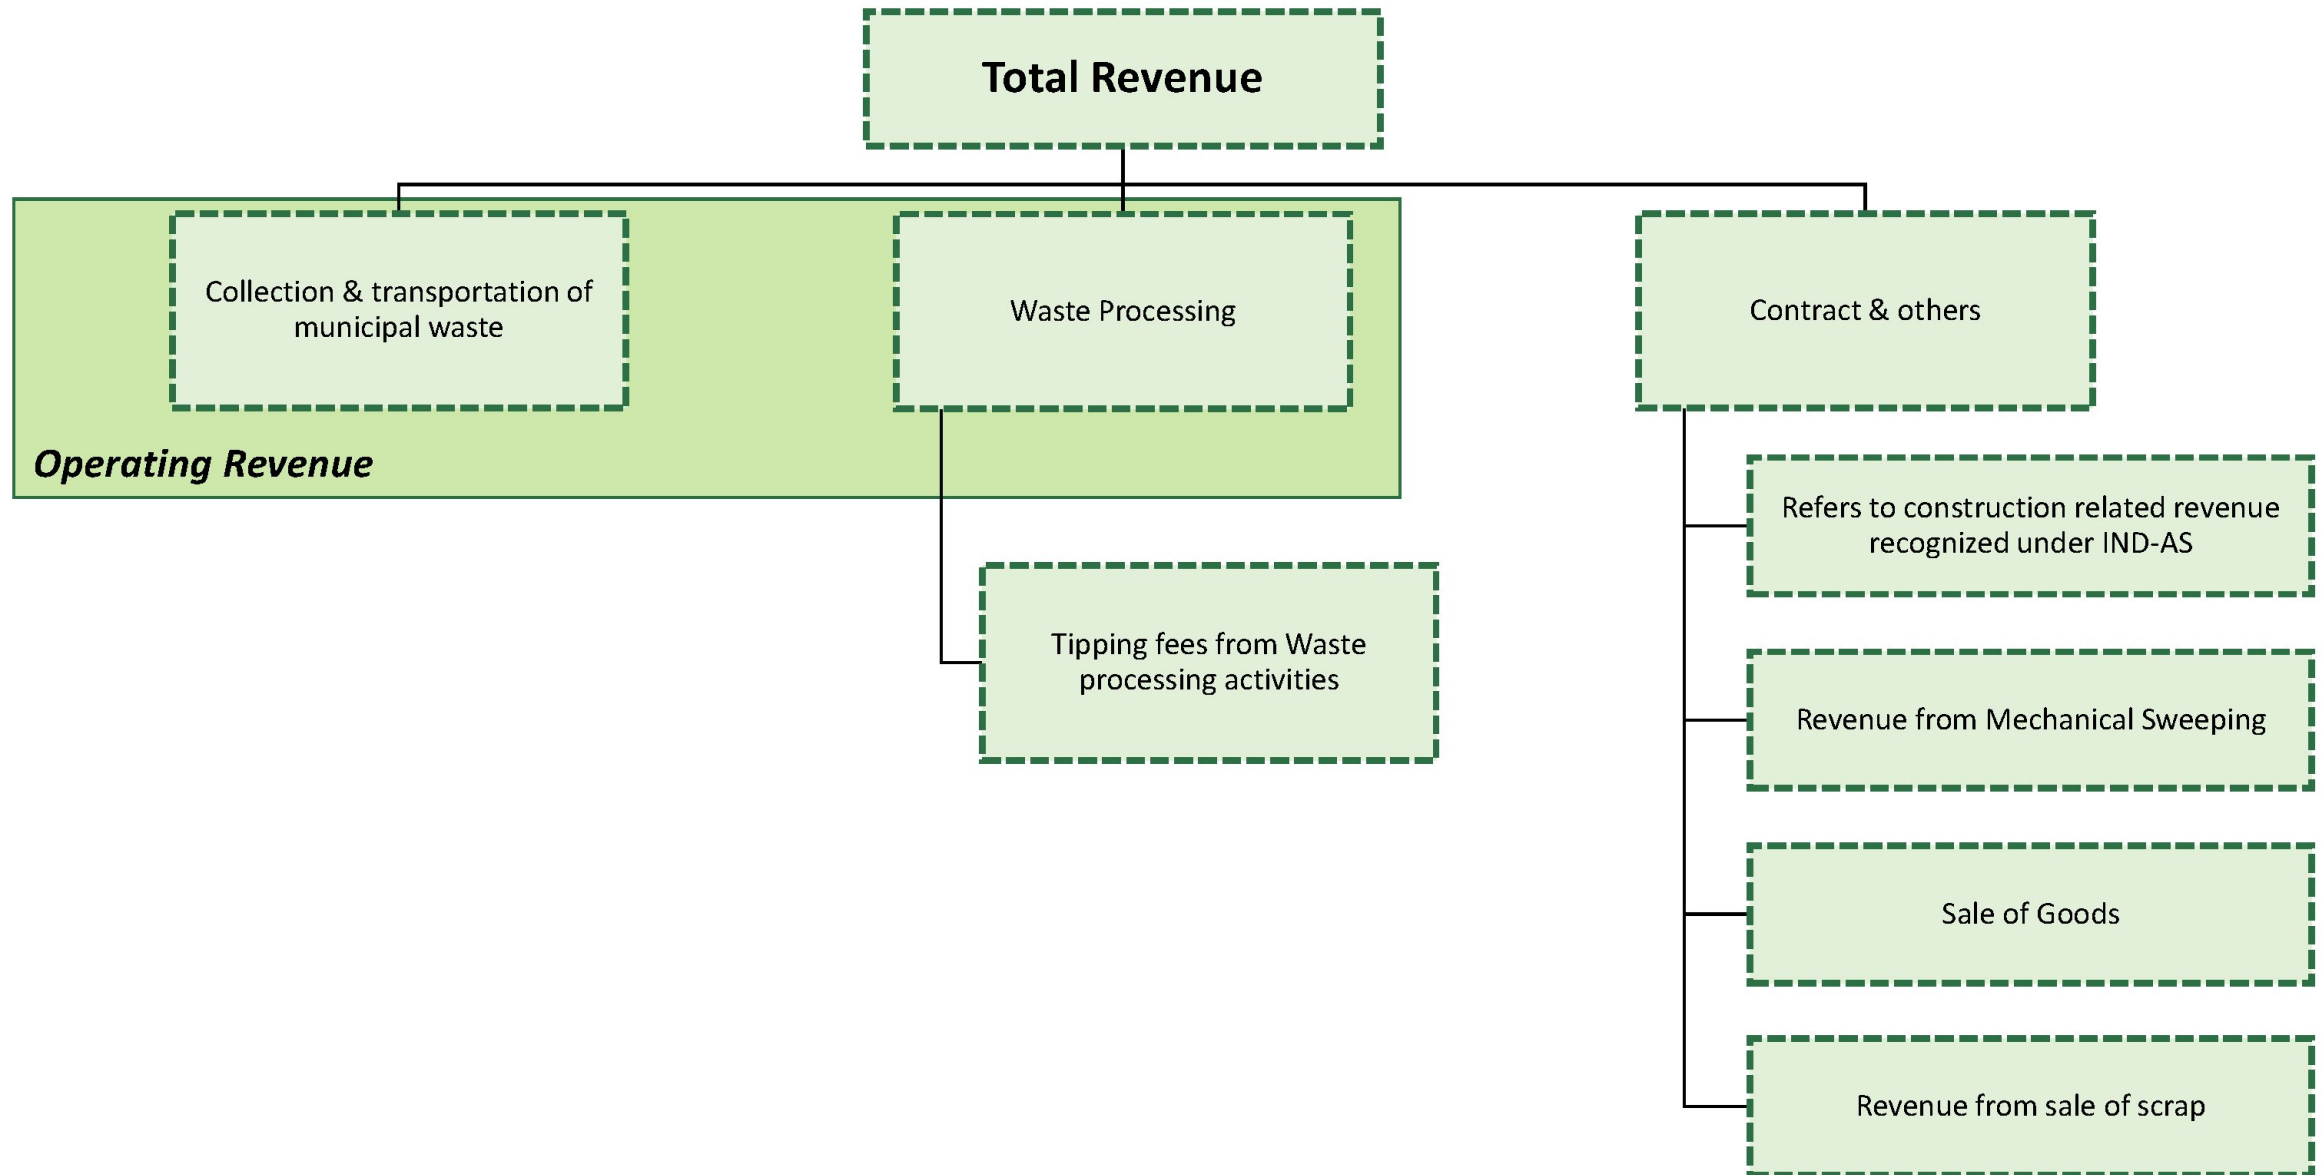 Total Revenue
Collection & transportation of
municipal waste
Waste Processing
Contract & others
Operating Revenue
Refers to construction related revenue
recognized under IND-AS
Tipping fees from Waste
processing activities
Revenue from Mechanical Sweeping
Sale of Goods
Revenue from sale of scrap